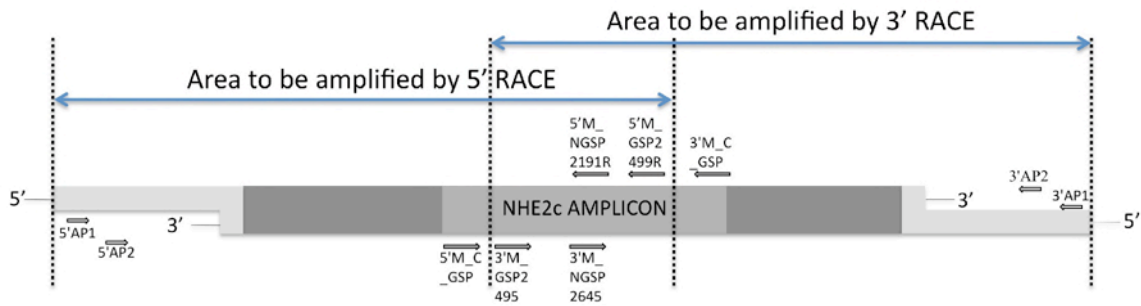 Area to be amplified by 3’ RACE
Area to be amplified by 5’ RACE
5'M_
NGSP
2191R
5'M_
GSP2
499R
3'M_C
_GSP
3'AP2
3'AP1
5’
NHE2c AMPLICON
3’
3’
5’
5'AP1
5'AP2
5'M_C
_GSP
3'M_
GSP2
495
3'M_
NGSP
2645